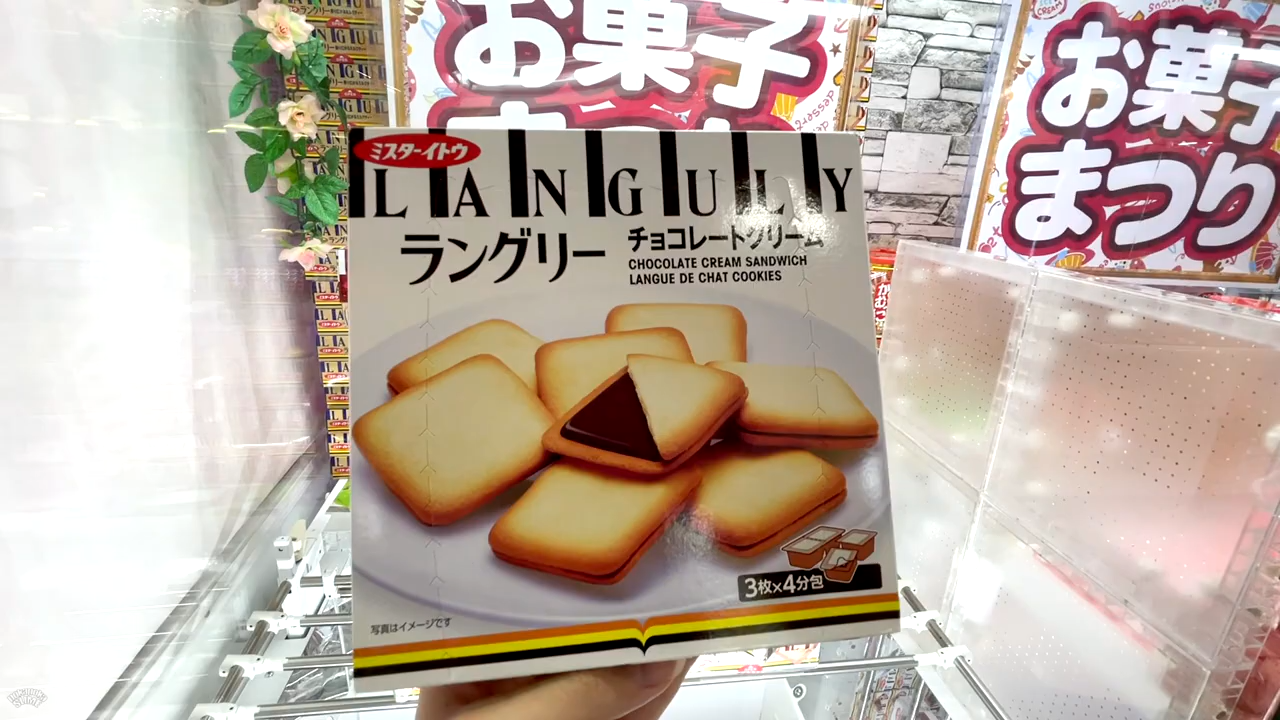 お菓子
お菓子
まつり
ミスターイトウ
LANGULY
ラングリー
チョコレートクリーム
CHOCOLATE CREAM SANDWICH
LANGUE DE CHAT COOKIES
3枚×4分包
写真はイメージです